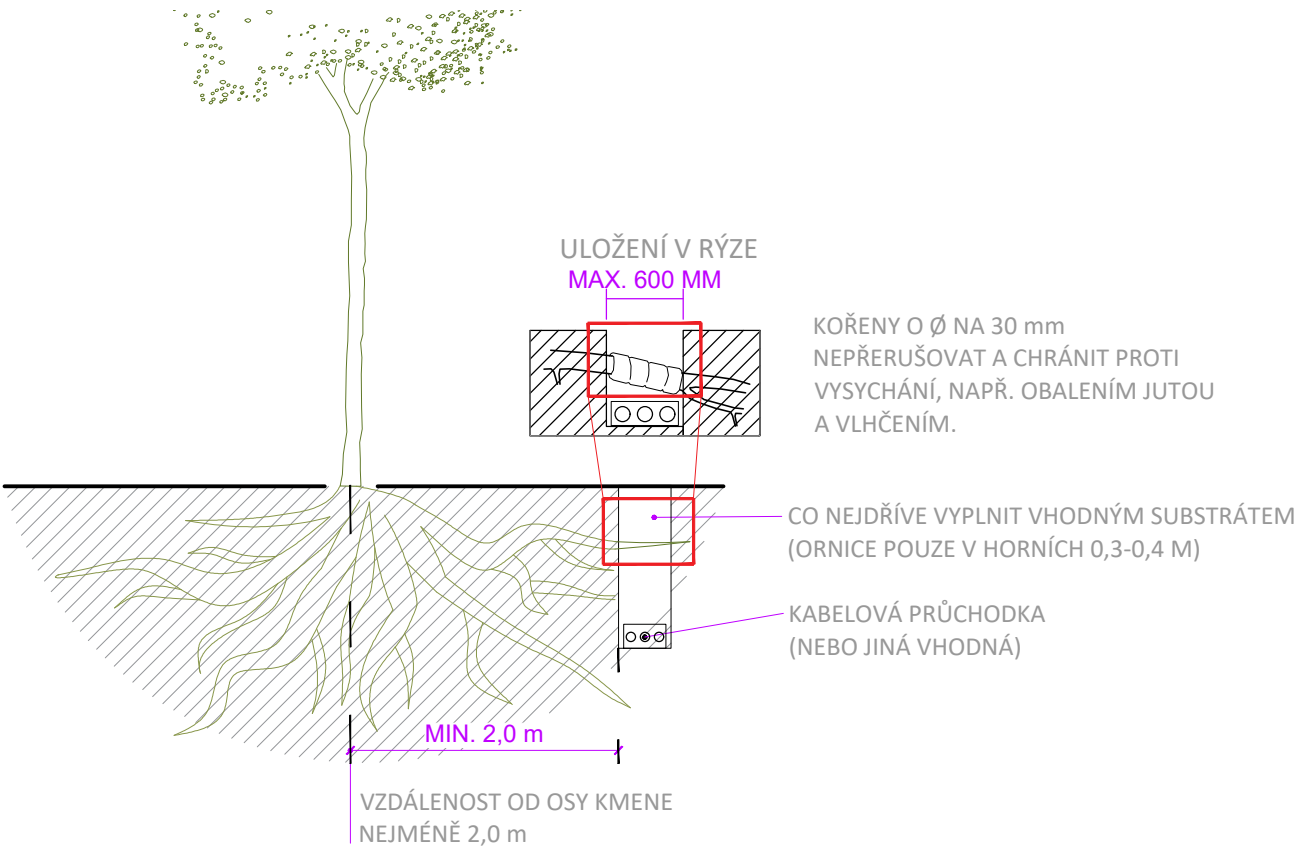 ULOŽENÍ V RÝZE
MAX. 600 MM
KOŘENY O Ø NA 30 mm
NEPŘERUŠOVAT A CHRÁNIT PROTI
VYSYCHÁNÍ, NAPŘ. OBALENÍM JUTOU
A VLHČENÍM.
CO NEJDŘÍVE VYPLNIT VHODNÝM SUBSTRÁTEM
(ORNICE POUZE V HORNÍCH 0,3-0,4 M)
KABELOVÁ PRŮCHODKA
(NEBO JINÁ VHODNÁ)
MIN. 2,0 m
VZDÁLENOST OD OSY KMENE
NEJMÉNĚ 2,0 m